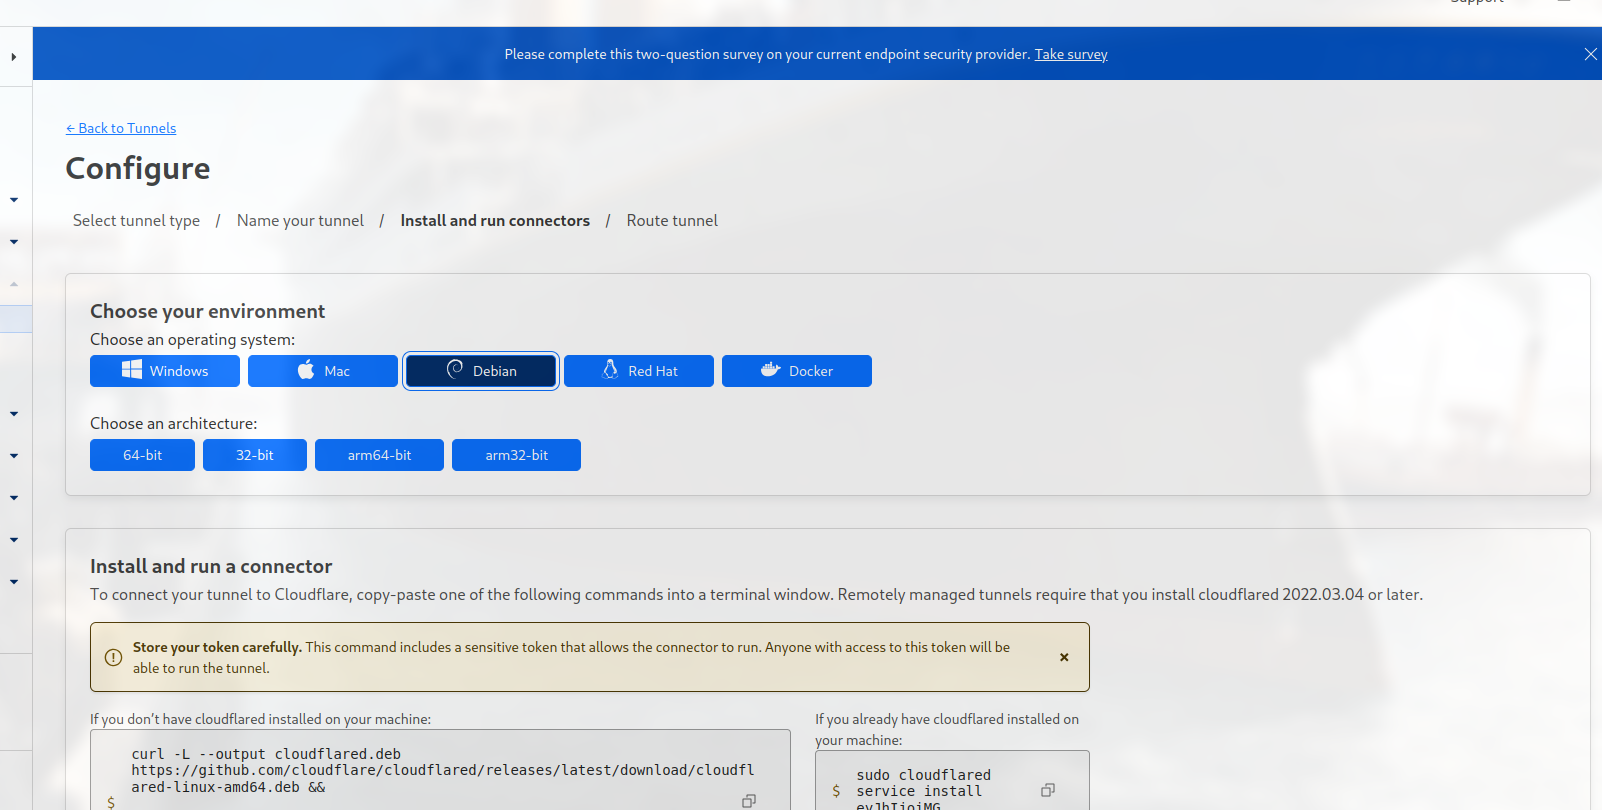 Support
Please complete this two-question survey on your current endpoint security provider. Take survey
← Back to Tunnels
Configure
Select tunnel type / Name your tunnel / Install and run connectors / Route tunnel
Choose your environment
Choose an operating system:
Windows Mac Debian Red Hat Docker
Choose an architecture:
64-bit 32-bit arm64-bit arm32-bit
Install and run a connector
To connect your tunnel to Cloudflare, copy-paste one of the following commands into a terminal window. Remotely managed tunnels require that you install cloudflared 2022.03.04 or later.
Store your token carefully. This command includes a sensitive token that allows the connector to run. Anyone with access to this token will be
able to run the tunnel.
If you don’t have cloudflared installed on your machine:
$ curl -L --output cloudflared.deb
https://github.com/cloudflare/cloudflared/releases/latest/download/cloudfl
ared-linux-amd64.deb &&
If you already have cloudflared installed on
your machine:
$ sudo cloudflared
service install